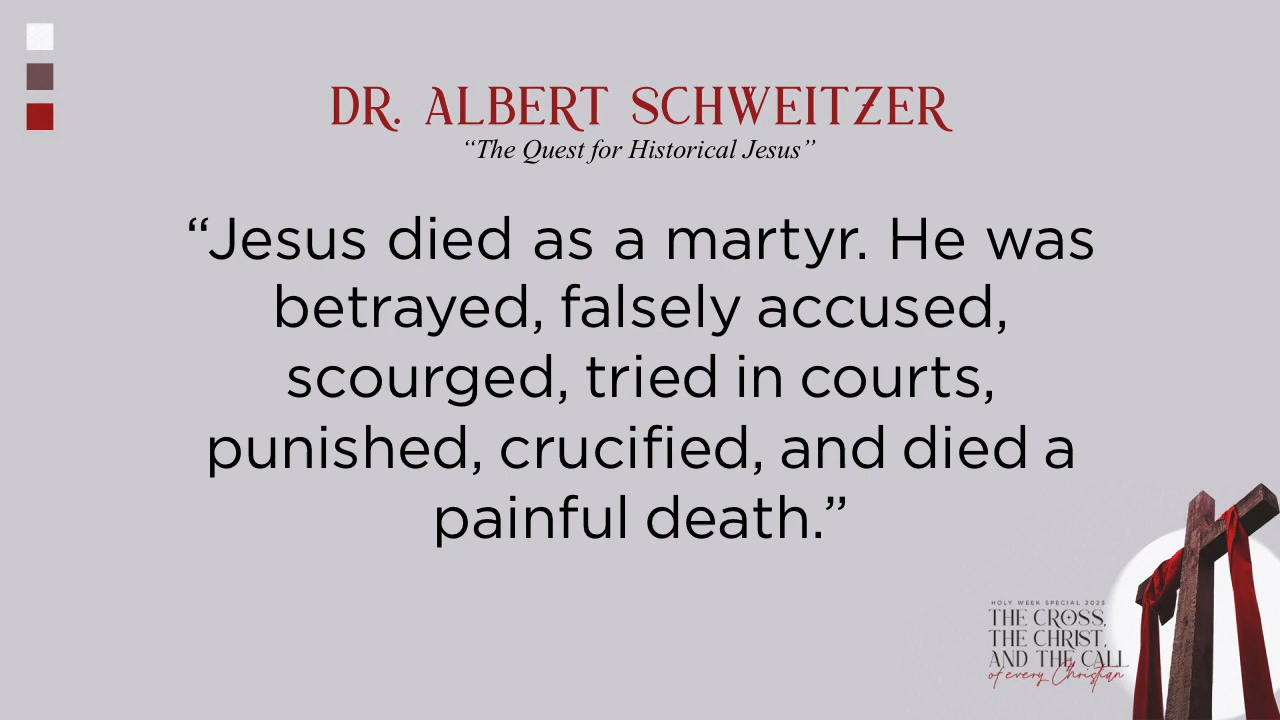 DR. ALBERT SCHWEITZER
“The Quest for Historical Jesus”
“Jesus died as a martyr. He was
betrayed, falsely accused,
scourged, tried in courts,
punished, crucified, and died a
painful death.”
HOLY WEEK SPECIAL 2023
THE CROSS,
THE CHRIST,
AND THE CALL
of every Christian